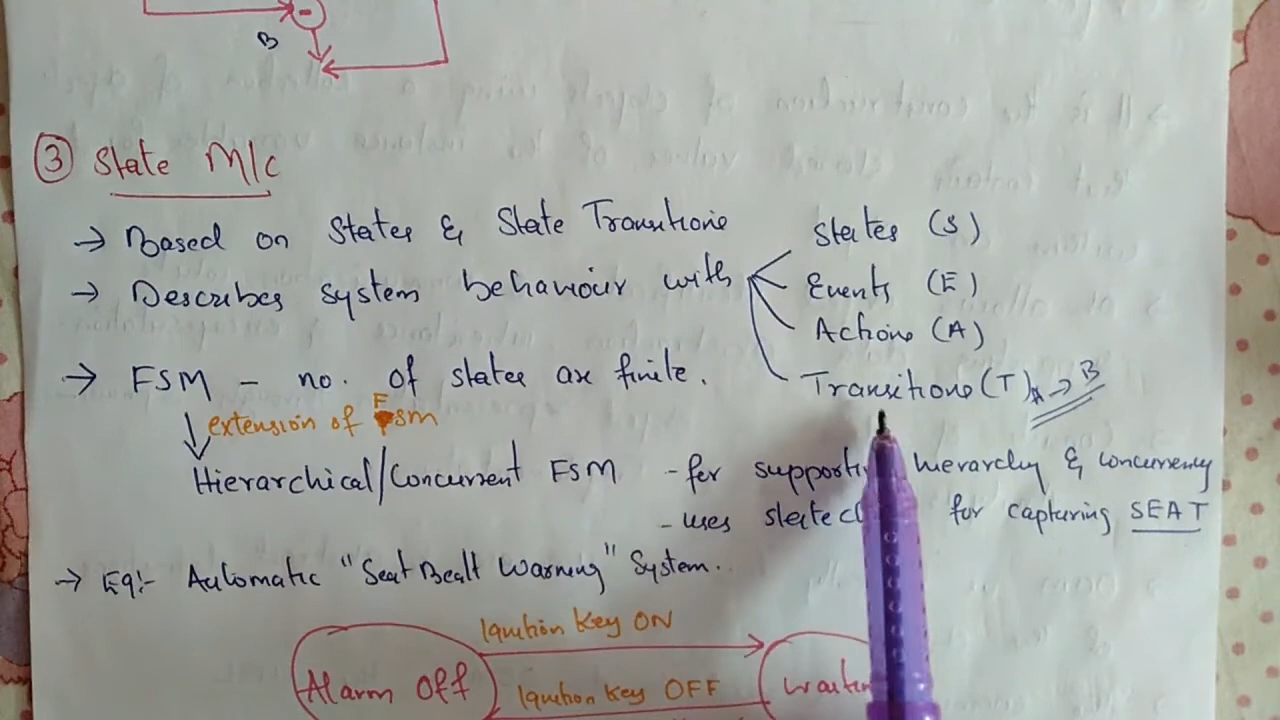 B
③ State M/c
→ Based on States & State Transitions
→ Describes system behaviour with
States (S)
Events (E)
Actions (A)
Transitions (T) A → B
→ FSM - no. of states are finite.
↓ extension of FSM
Hierarchical/Concurrent FSM - for hierarchy & concurrency
- uses for capturing SEAT
→ Eg:- Automatic "Seat Bealt Warning" System.
Ignition Key ON
Alarm Off
Ignition Key OFF